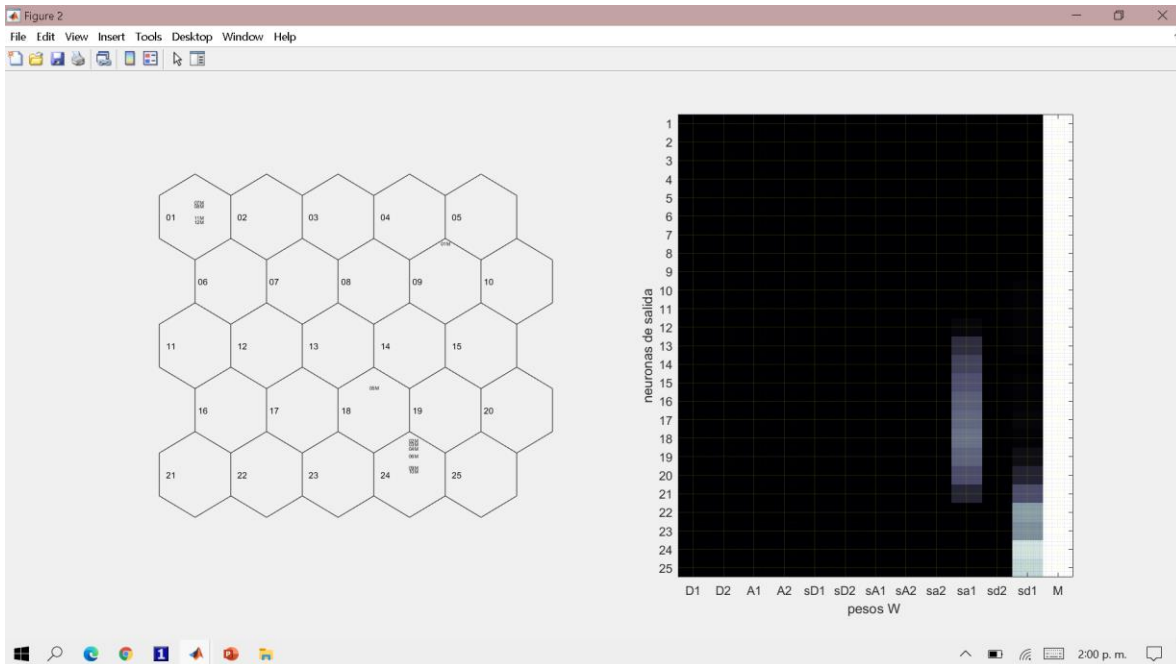 Figure 2
File Edit View Insert Tools Desktop Window Help
01 02 03 04 05
06 07 08 09 10
11 12 13 14 15
16 17 18 19 20
21 22 23 24 25
neuronas de salida
1
2
3
4
5
6
7
8
9
10
11
12
13
14
15
16
17
18
19
20
21
22
23
24
25
D1 D2 A1 A2 sD1 sD2 sA1 sA2 sa2 sa1 sd2 sd1 M
pesos W
1
2:00 p. m.